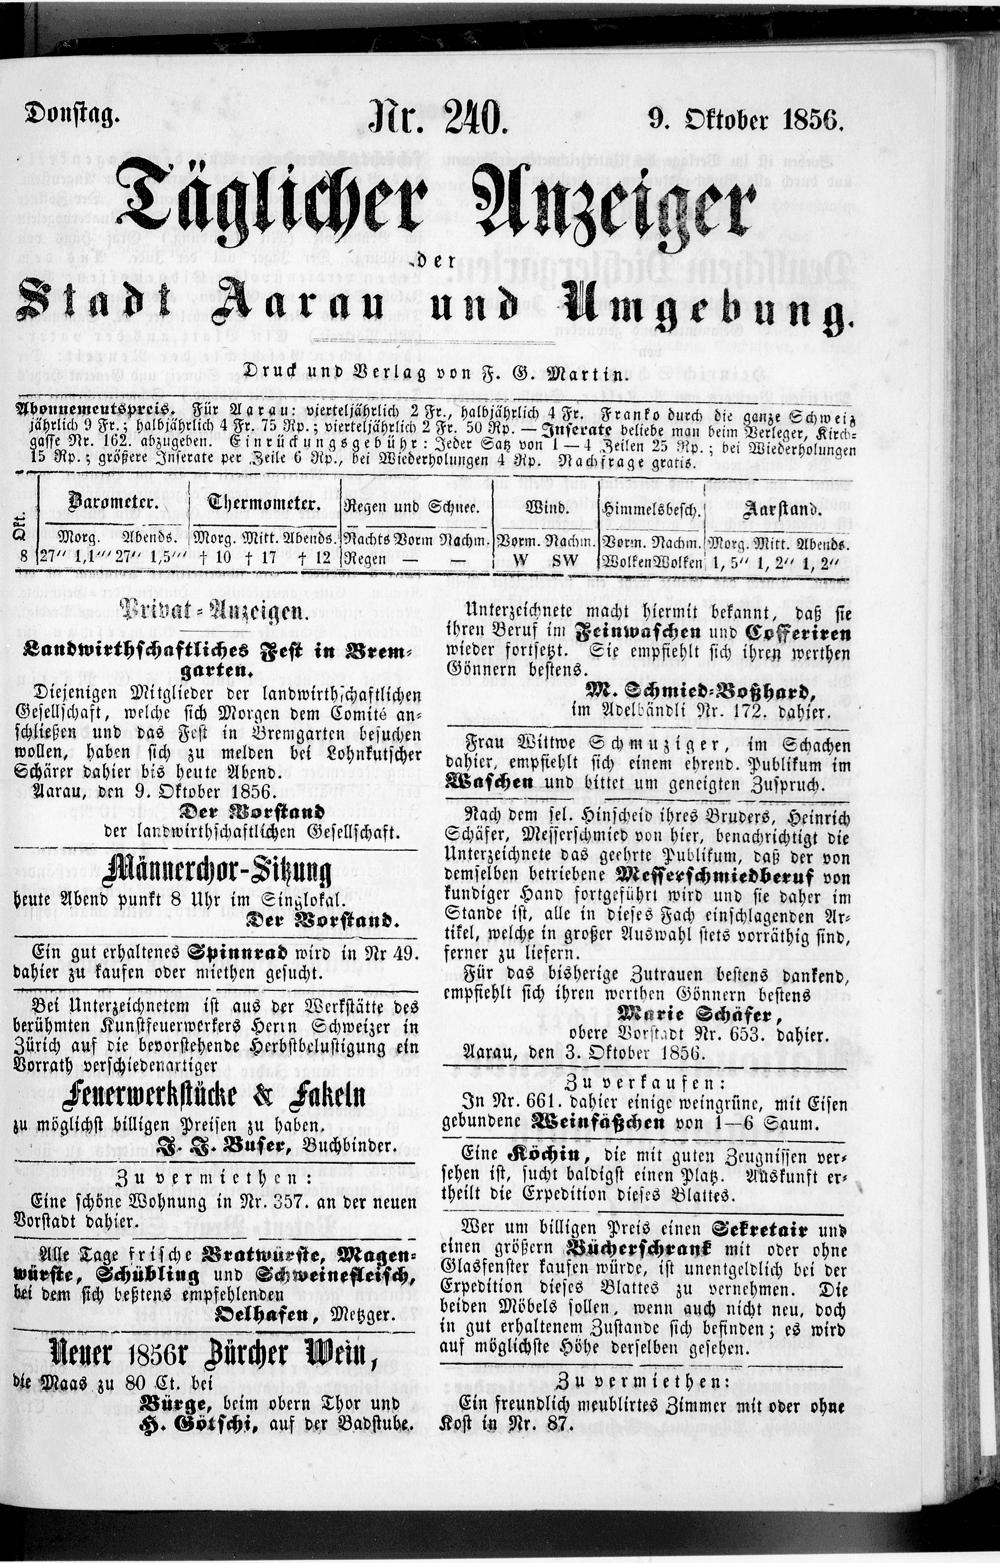 Donstag.
Nr. 240.
9. Oktober 1856.
Täglicher Anzeiger
der
Stadt Aarau und Umgebung.
Druck und Verlag von F. G. Martin.
Abonnementspreis. Für Aarau: vierteljährlich 2 Fr., halbjährlich 4 Fr. Franko durch die ganze Schweiz
jährlich 9 Fr.; halbjährlich 4 Fr. 75 Rp.; vierteljährlich 2 Fr. 50 Rp. — Inserate beliebe man beim Verleger, Kirch-
gasse Nr. 162. abzugeben. Einrückungsgebühr: Jeder Satz von 1—4 Zeilen 25 Rp.; bei Wiederholungen
15 Rp.; größere Inserate per Zeile 6 Rp., bei Wiederholungen 4 Rp. Nachfrage gratis.
Okt. Barometer. Thermometer. Regen und Schnee. Wind. Himmelsbesch. Aarstand.
Morg. Abends. Morg. Mitt. Abends. Nachts Vorm Nachm. Vorm. Nachm. Vorm. Nachm. Morg. Mitt. Abends.
8 27'' 1,1''' 27'' 1,5''' † 10 † 17 † 12 Regen — — W SW Wolken Wolken 1, 5'' 1, 2'' 1, 2''
Privat-Anzeigen.
Landwirthschaftliches Fest in Brem-
garten.
Diejenigen Mitglieder der landwirthschaftlichen
Gesellschaft, welche sich Morgen dem Comité an-
schließen und das Fest in Bremgarten besuchen
wollen, haben sich zu melden bei Lohnkutscher
Schärer dahier bis heute Abend.
Aarau, den 9. Oktober 1856.
Der Vorstand
der landwirthschaftlichen Gesellschaft.
Männerchor-Sitzung
heute Abend punkt 8 Uhr im Singlokal.
Der Vorstand.
Ein gut erhaltenes Spinnrad wird in Nr 49.
dahier zu kaufen oder miethen gesucht.
Bei Unterzeichnetem ist aus der Werkstätte des
berühmten Kunstfeuerwerkers Herrn Schweizer in
Zürich auf die bevorstehende Herbstbelustigung ein
Vorrath verschiedenartiger
Feuerwerkstücke & Fakeln
zu möglichst billigen Preisen zu haben.
J. J. Buser, Buchbinder.
Zu vermiethen:
Eine schöne Wohnung in Nr. 357. an der neuen
Vorstadt dahier.
Alle Tage frische Bratwürste, Magen-
würste, Schübling und Schweinefleisch,
bei dem sich beßtens empfehlenden
Oelhafen, Metzger.
Neuer 1856r Zürcher Wein,
die Maas zu 80 Ct. bei
Bürge, beim obern Thor und
H. Götschi, auf der Badstube.
Unterzeichnete macht hiermit bekannt, daß sie
ihren Beruf im Feinwaschen und Cofferiren
wieder fortsetzt. Sie empfiehlt sich ihren werthen
Gönnern bestens.
M. Schmied-Boßhard,
im Adelbändli Nr. 172. dahier.
Frau Wittwe Schmuziger, im Schachen
dahier, empfiehlt sich einem ehrend. Publikum im
Waschen und bittet um geneigten Zuspruch.
Nach dem sel. Hinscheid ihres Bruders, Heinrich
Schäfer, Messerschmied von hier, benachrichtigt die
Unterzeichnete das geehrte Publikum, daß der von
demselben betriebene Messerschmiedberuf von
kundiger Hand fortgeführt wird und sie daher im
Stande ist, alle in dieses Fach einschlagenden Ar-
tikel, welche in großer Auswahl stets vorräthig sind,
ferner zu liefern.
Für das bisherige Zutrauen bestens dankend,
empfiehlt sich ihren werthen Gönnern bestens
Marie Schäfer,
obere Vorstadt Nr. 653. dahier.
Aarau, den 3. Oktober 1856.
Zu verkaufen:
In Nr. 661. dahier einige weingrüne, mit Eisen
gebundene Weinfäßchen von 1—6 Saum.
Eine Köchin, die mit guten Zeugnissen ver-
sehen ist, sucht baldigst einen Platz. Auskunft er-
theilt die Expedition dieses Blattes.
Wer um billigen Preis einen Sekretair und
einen größern Bücherschrank mit oder ohne
Glasfenster kaufen würde, ist unentgeldlich bei der
Expedition dieses Blattes zu vernehmen. Die
beiden Möbels sollen, wenn auch nicht neu, doch
in gut erhaltenem Zustande sich befinden; es wird
auf möglichste Höhe derselben gesehen.
Zu vermiethen:
Ein freundlich meublirtes Zimmer mit oder ohne
Kost in Nr. 87.